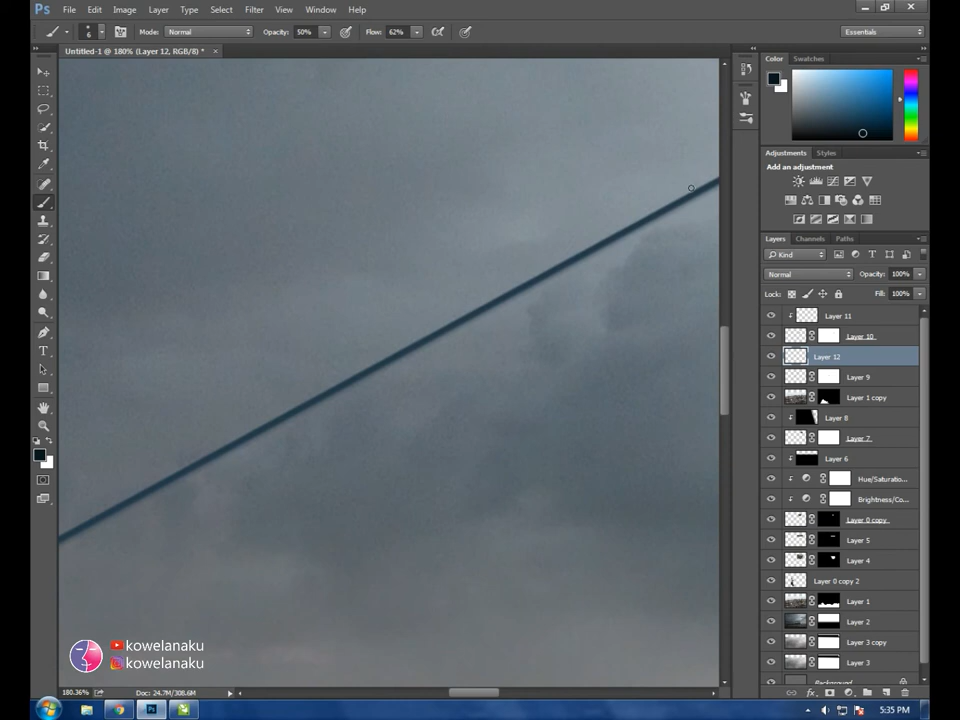 Ps File Edit Image Layer Type Select Filter View Window Help
6 Mode: Normal Opacity: 50% Flow: 62% Essentials
Untitled-1 @ 180% (Layer 12, RGB/8) * ×
Color Swatches
Adjustments Styles
Add an adjustment
Layers Channels Paths
Kind
Normal Opacity: 100%
Lock: Fill: 100%
Layer 11
Layer 10
Layer 12
Layer 9
Layer 1 copy
Layer 8
Layer 7
Layer 6
Hue/Saturatio...
Brightness/Co...
Layer 0 copy
Layer 5
Layer 4
Layer 0 copy 2
Layer 1
Layer 2
Layer 3 copy
Layer 3
Background
kowelanaku
kowelanaku
180.36% Doc: 24.7M/308.6M
fx
Ps 5:35 PM